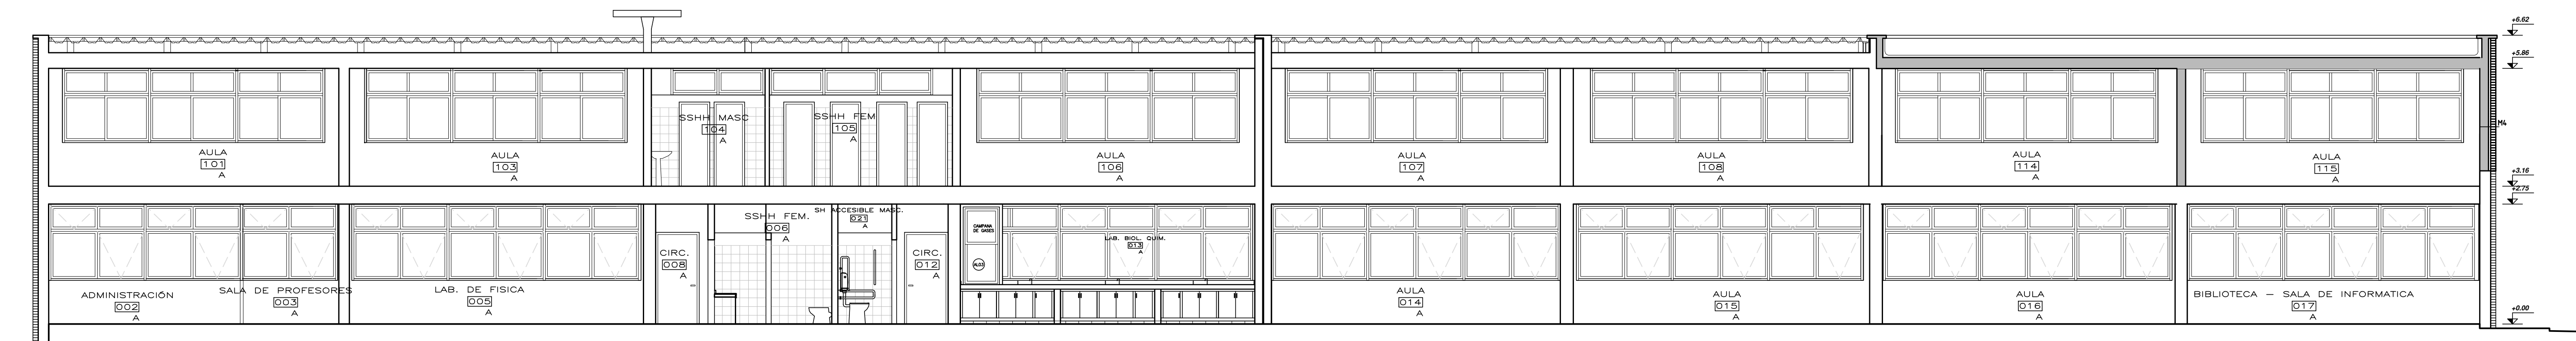 +6.62
+5.86
SSHH MASC
104
A
SSHH FEM
105
A
M4
AULA
101
A
AULA
103
A
AULA
106
A
AULA
107
A
AULA
108
A
AULA
114
A
AULA
115
A
+3.16
+2.75
SSHH FEM.
006
A
SH ACCESIBLE MASC.
021
A
CAMPANA
DE GASES
AL03
LAB. BIOL. QUIM.
013
A
CIRC.
008
A
CIRC.
012
A
ADMINISTRACIÓN
002
A
SALA DE PROFESORES
003
A
LAB. DE FISICA
005
A
AULA
014
A
AULA
015
A
AULA
016
A
BIBLIOTECA – SALA DE INFORMATICA
017
A
+0.00